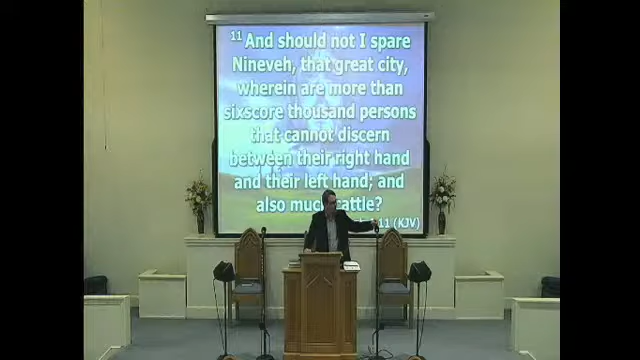 11 And should not I spare
Nineveh, that great city,
wherein are more than
sixscore thousand persons
that cannot discern
between their right hand
and their left hand; and
also much cattle?
11 (KJV)